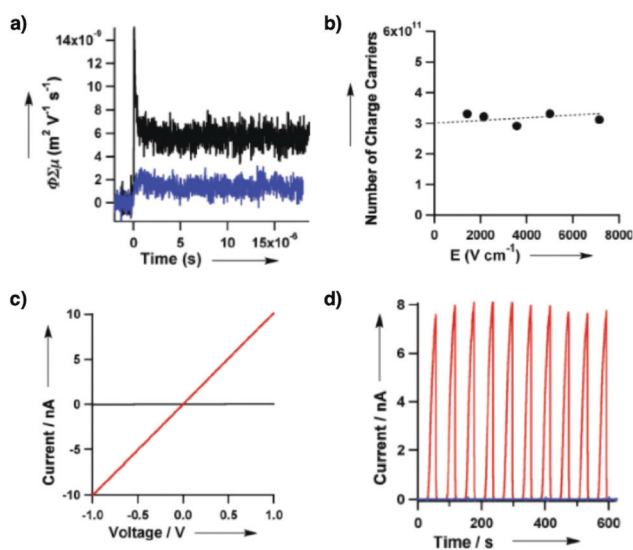 a)
14x10⁻⁹
12
10
8
6
4
2
0
ΦΣμ (m² V⁻¹ s⁻¹)
0
5
10
15x10⁻⁶
Time (s)
b)
6x10¹¹
5
4
3
2
1
0
Number of Charge Carriers
0
2000
4000
6000
8000
E (V cm⁻¹)
c)
10
5
0
-5
-10
Current / nA
-1.0
-0.5
0.0
0.5
1.0
Voltage / V
d)
8
6
4
2
0
Current / nA
0
200
400
600
Time / s